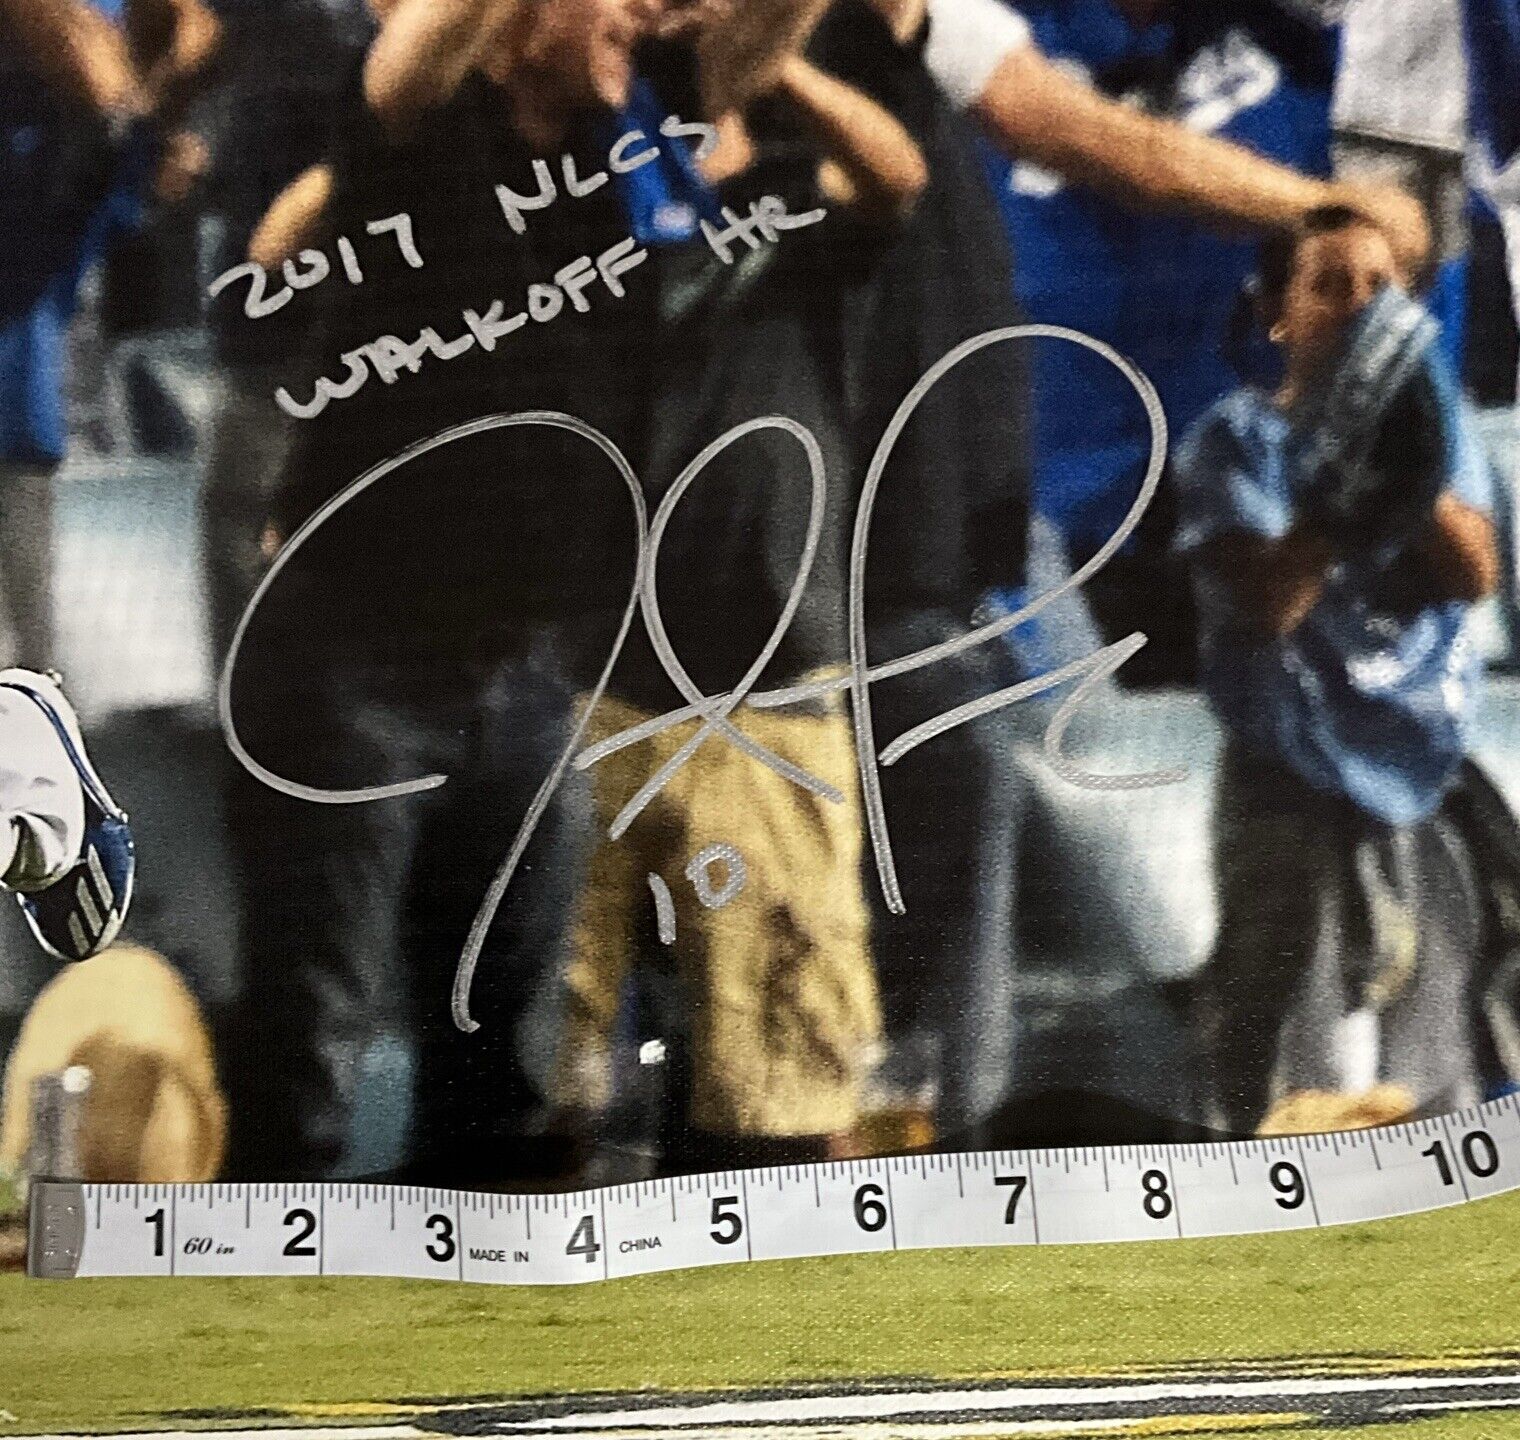 2017 NLCS
WALKOFF HR
10
1 60 in 2 3 MADE IN 4 CHINA 5 6 7 8 9 10